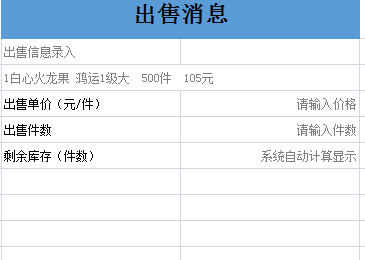 出售消息
出售信息录入
1白心火龙果 鸿运1级大 500件 105元
出售单价（元/件） 请输入价格
出售件数 请输入件数
剩余库存（件数） 系统自动计算显示